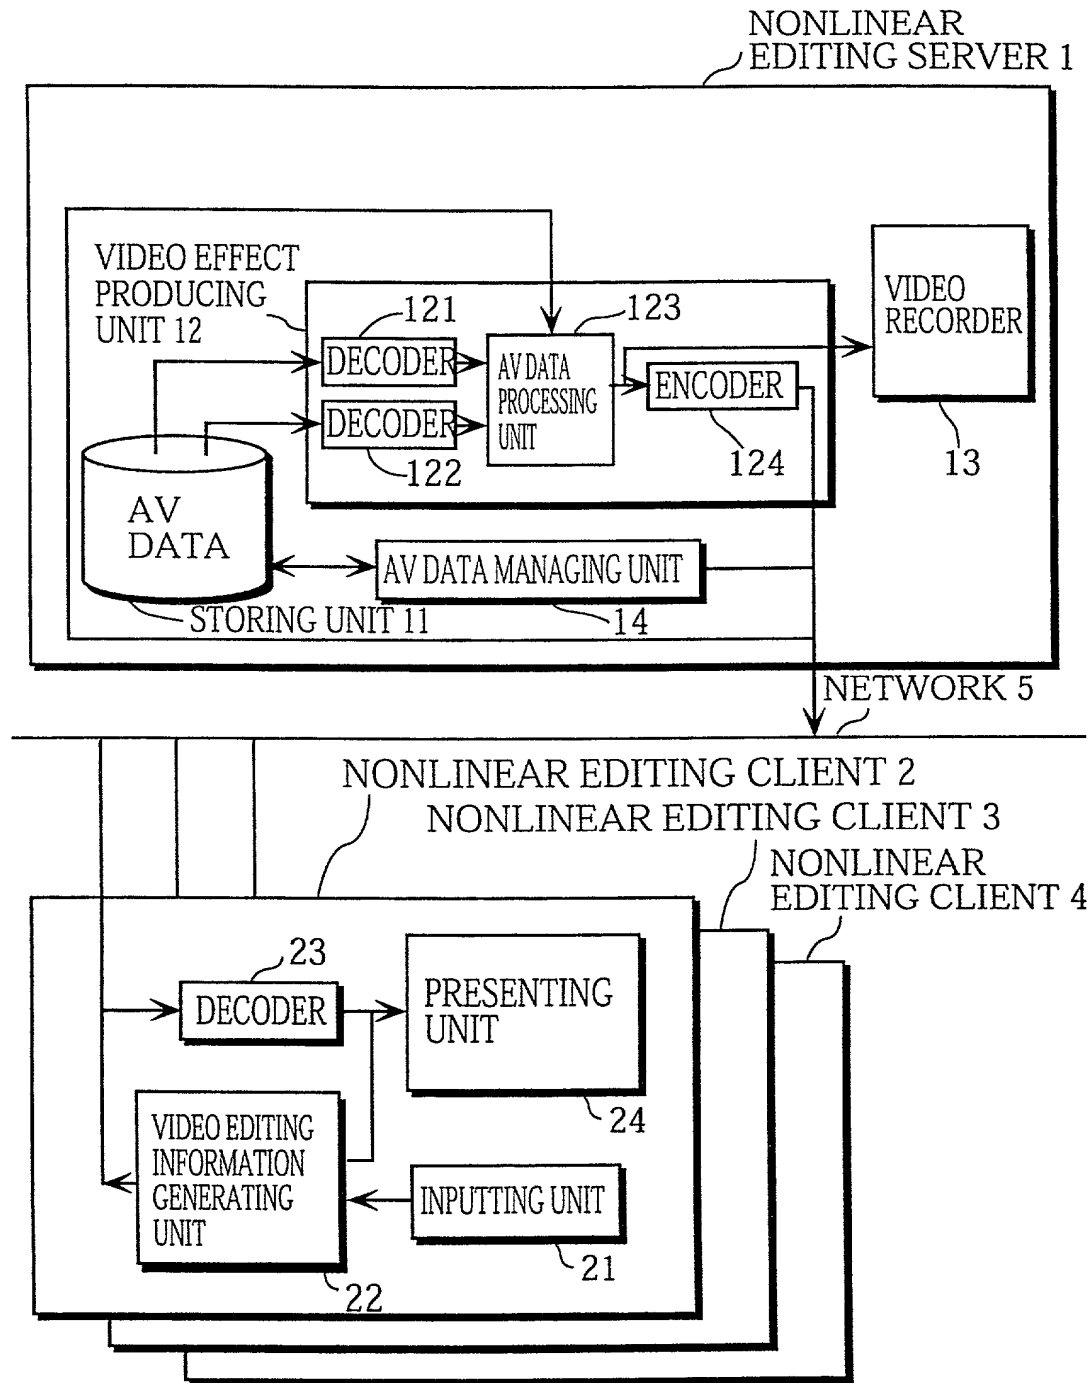 NONLINEAR
EDITING SERVER 1
VIDEO EFFECT
PRODUCING
UNIT 12
121
123
DECODER
AV DATA
PROCESSING
UNIT
ENCODER
VIDEO
RECORDER
DECODER
122
124
13
AV
DATA
AV DATA MANAGING UNIT
STORING UNIT 11
14
NETWORK 5
NONLINEAR EDITING CLIENT 2
NONLINEAR EDITING CLIENT 3
NONLINEAR
EDITING CLIENT 4
23
DECODER
PRESENTING
UNIT
24
VIDEO EDITING
INFORMATION
GENERATING
UNIT
INPUTTING UNIT
21
22